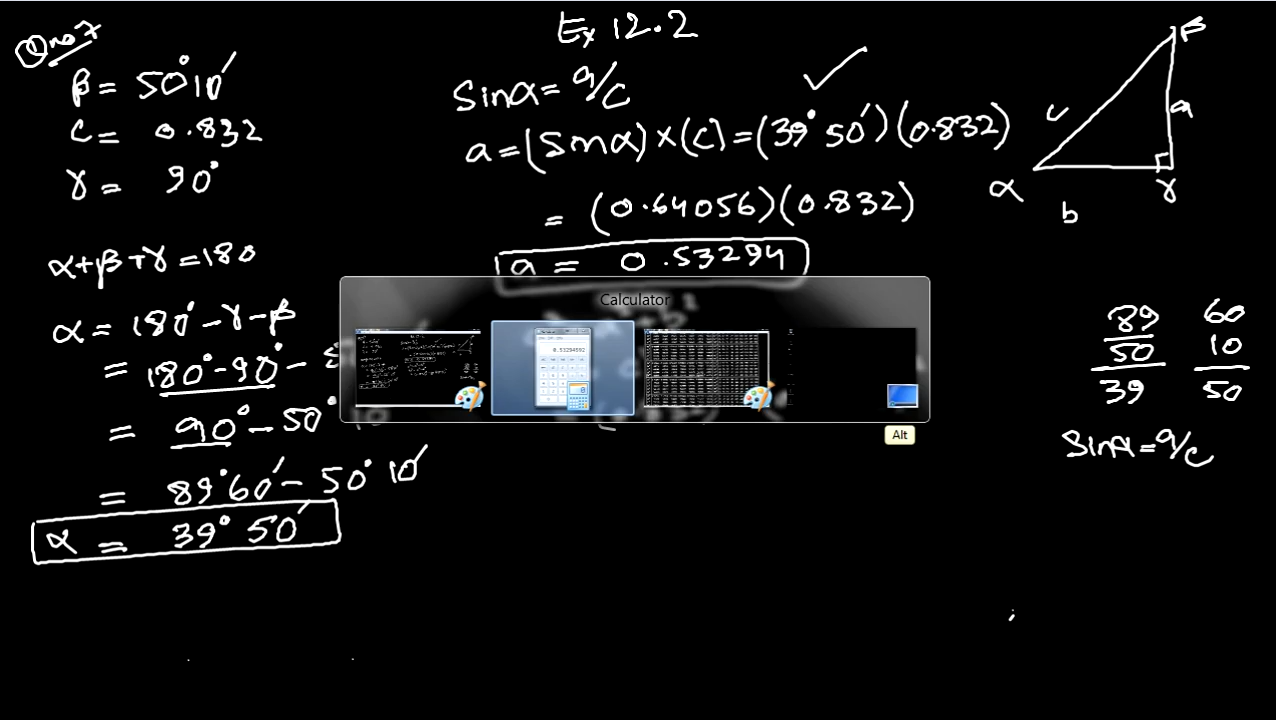 Q no 7
Ex 12.2
β = 50°10′
c = 0.832
γ = 90°
α+β+γ=180
α = 180°-γ-β
= 180°-90°-
= 90°-50°
10
= 89°60′- 50° 10′
α = 39° 50′
Sinα= a/c
a=(Sinα)×(c)=(39° 50′)(0.832)
= (0.64056)(0.832)
a = 0.53294
Calculator
Alt
β
c
a
α
γ
b
89 60
50 10
39 50
Sinα=a/c